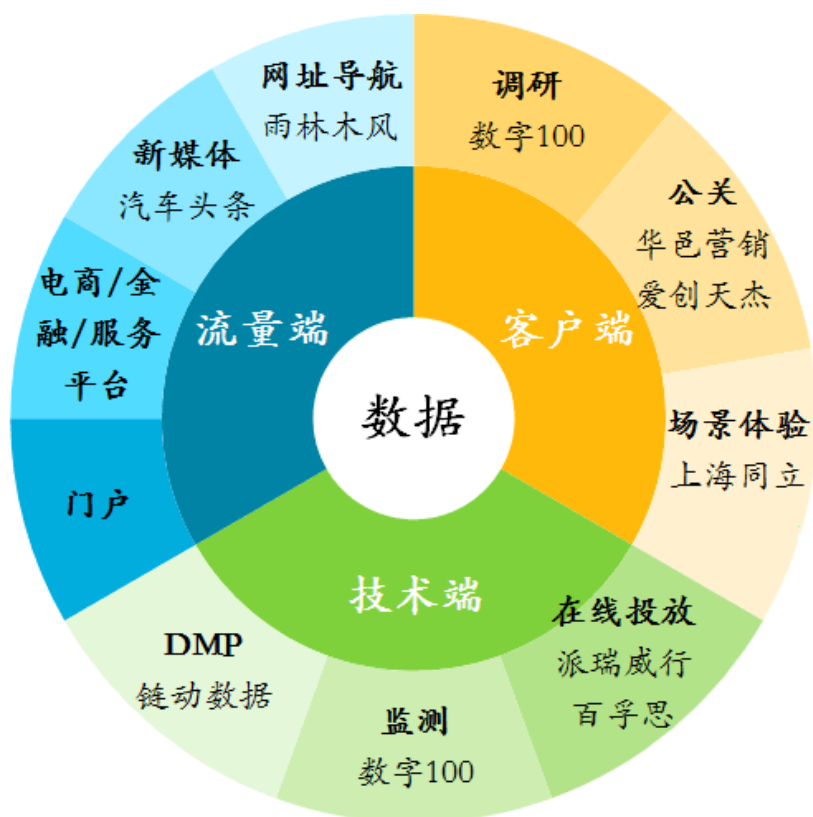 网址导航
雨林木风
调研
数字100
新媒体
汽车头条
公关
华邑营销
爱创天杰
电商/金
融/服务
平台
流量端
客户端
数据
场景体验
上海同立
门户
技术端
在线投放
派瑞威行
百孚思
DMP
链动数据
监测
数字100